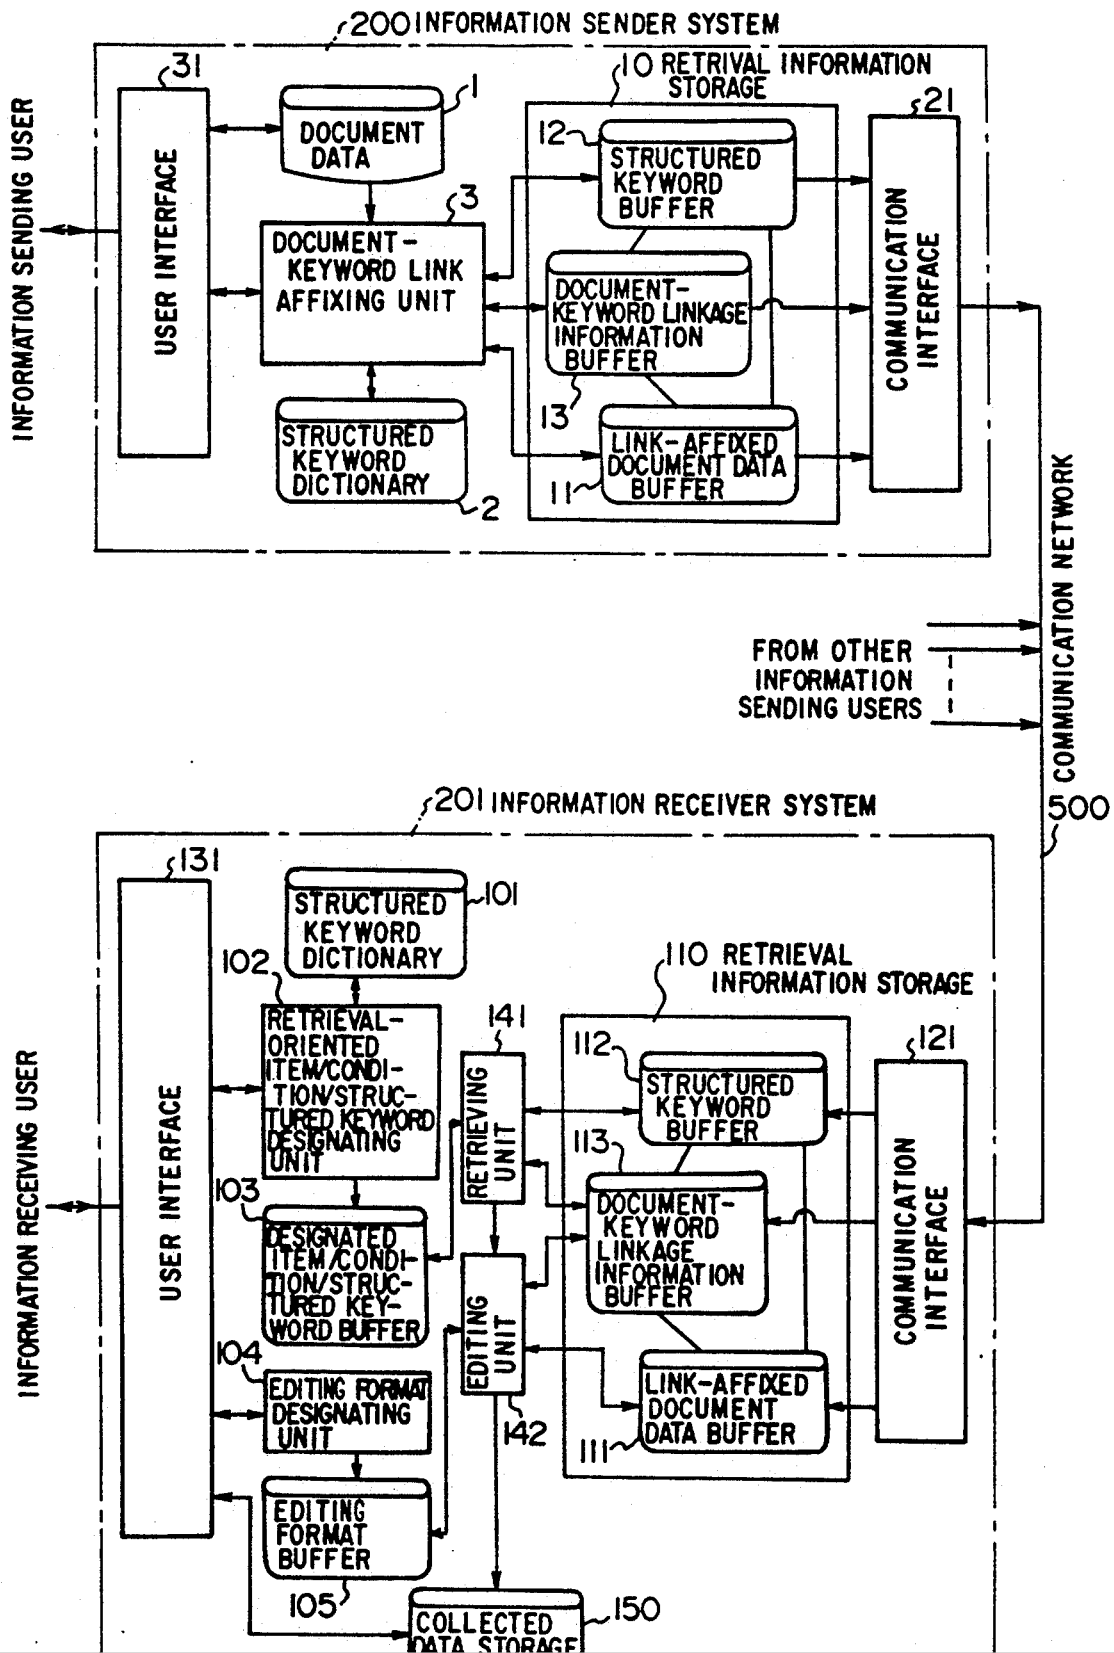 200 INFORMATION SENDER SYSTEM
31
1
10 RETRIVAL INFORMATION
STORAGE
21
INFORMATION SENDING USER
USER INTERFACE
DOCUMENT
DATA
12
STRUCTURED
KEYWORD
BUFFER
3
DOCUMENT-
KEYWORD LINK
AFFIXING UNIT
DOCUMENT-
KEYWORD LINKAGE
INFORMATION
BUFFER
13
COMMUNICATION
INTERFACE
STRUCTURED
KEYWORD
DICTIONARY
2
LINK-AFFIXED
DOCUMENT DATA
BUFFER
11
COMMUNICATION NETWORK
FROM OTHER
INFORMATION
SENDING USERS
500
201 INFORMATION RECEIVER SYSTEM
131
INFORMATION RECEIVING USER
USER INTERFACE
STRUCTURED
KEYWORD
DICTIONARY
101
102
RETRIEVAL-
ORIENTED
ITEM/CONDI-
TION/STRUC-
TURED KEYWORD
DESIGNATING
UNIT
103
DESIGNATED
ITEM/CONDI-
TION/STRUC-
TURED KEY-
WORD BUFFER
104
EDITING FORMAT
DESIGNATING
UNIT
EDITING
FORMAT
BUFFER
105
141
RETRIEVING
UNIT
EDITING
UNIT
142
110 RETRIEVAL
INFORMATION STORAGE
112
STRUCTURED
KEYWORD
BUFFER
113
DOCUMENT-
KEYWORD
LINKAGE
INFORMATION
BUFFER
LINK-AFFIXED
DOCUMENT
DATA BUFFER
111
121
COMMUNICATION
INTERFACE
150
COLLECTED
DATA STORAGE